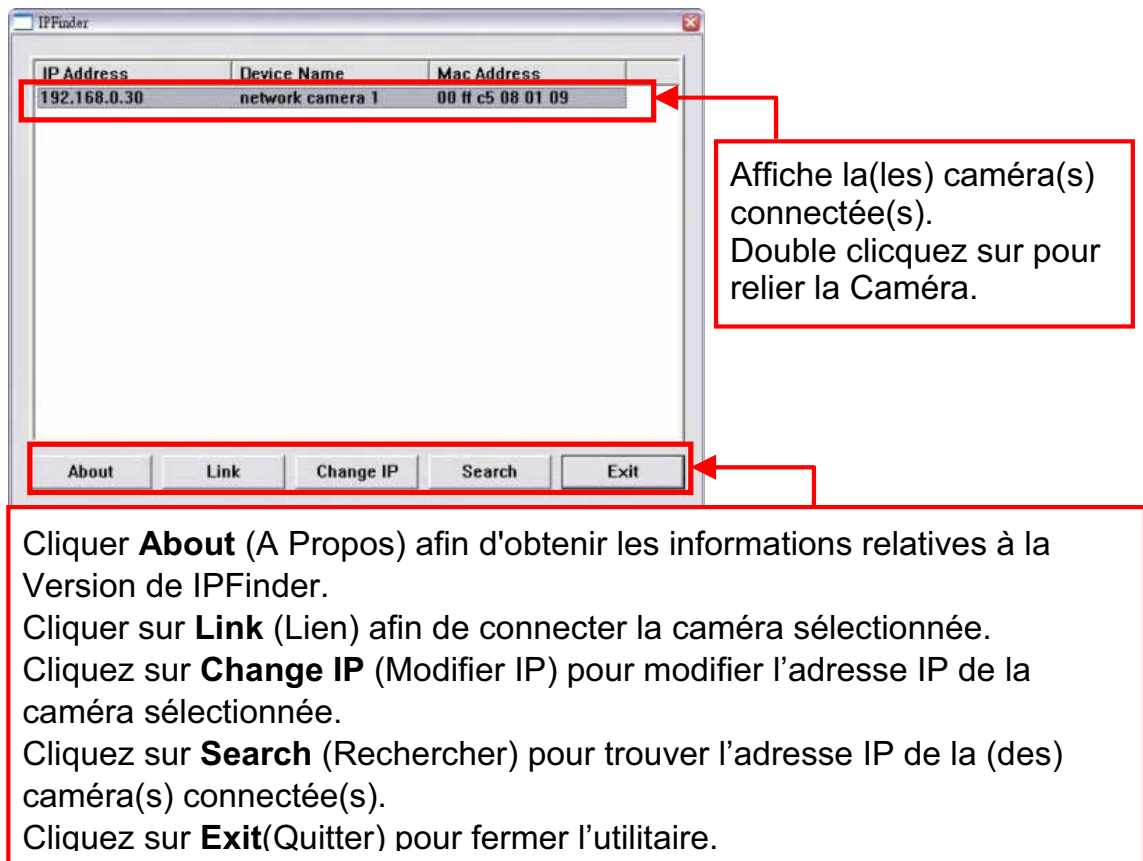 IPFinder
IP Address Device Name Mac Address
192.168.0.30 network camera 1 00 ff c5 08 01 09
Affiche la(les) caméra(s)
connectée(s).
Double clicquez sur pour
relier la Caméra.
About Link Change IP Search Exit
Cliquer About (A Propos) afin d'obtenir les informations relatives à la
Version de IPFinder.
Cliquer sur Link (Lien) afin de connecter la caméra sélectionnée.
Cliquez sur Change IP (Modifier IP) pour modifier l’adresse IP de la
caméra sélectionnée.
Cliquez sur Search (Rechercher) pour trouver l’adresse IP de la (des)
caméra(s) connectée(s).
Cliquez sur Exit(Quitter) pour fermer l’utilitaire.